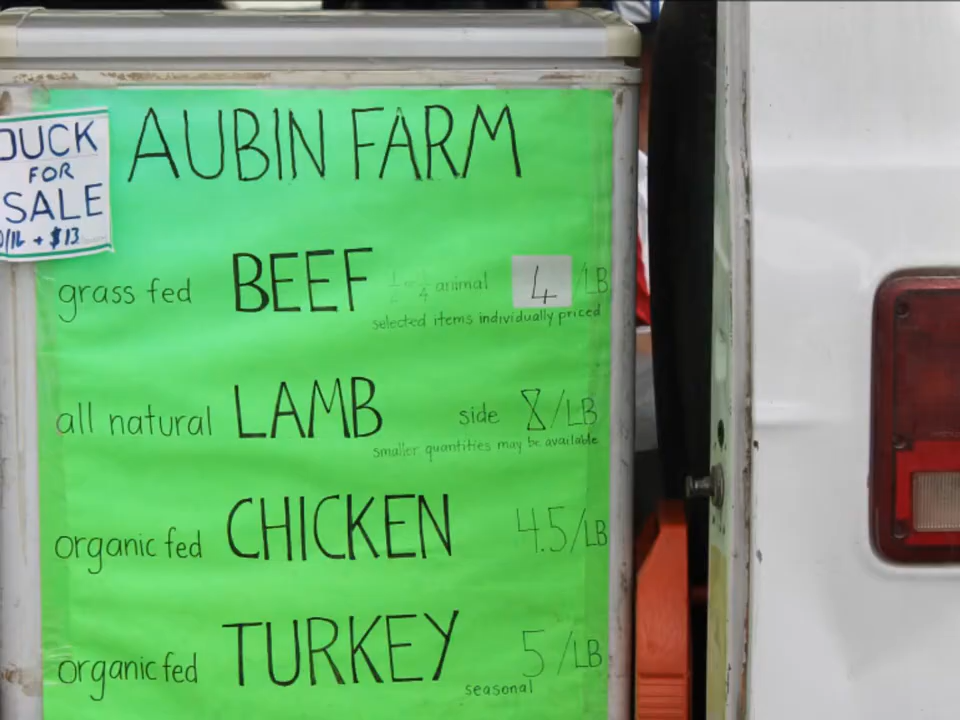 AUBIN FARM
DUCK
FOR
SALE
/lb + $13
grass fed BEEF animal 4 /LB
selected items individually priced
all natural LAMB side 8/LB
smaller quantities may be available
organic fed CHICKEN 4.5/LB
organic fed TURKEY 5/LB
seasonal